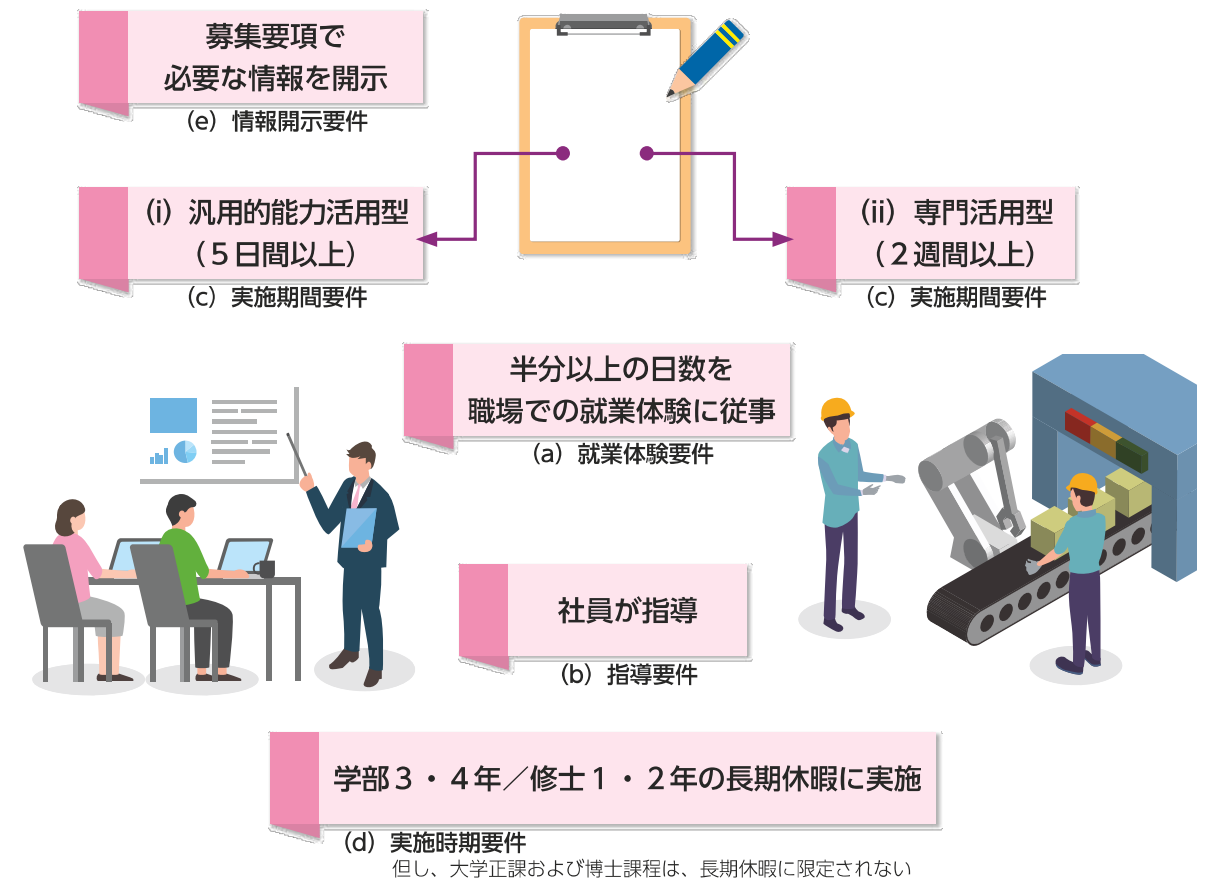 募集要項で
必要な情報を開示
（e）情報開示要件
（i）汎用的能力活用型
（５日間以上）
（c）実施期間要件
（ii）専門活用型
（２週間以上）
（c）実施期間要件
半分以上の日数を
職場での就業体験に従事
（a）就業体験要件
社員が指導
（b）指導要件
学部３・４年／修士１・２年の長期休暇に実施
（d）実施時期要件
但し、大学正課および博士課程は、長期休暇に限定されない